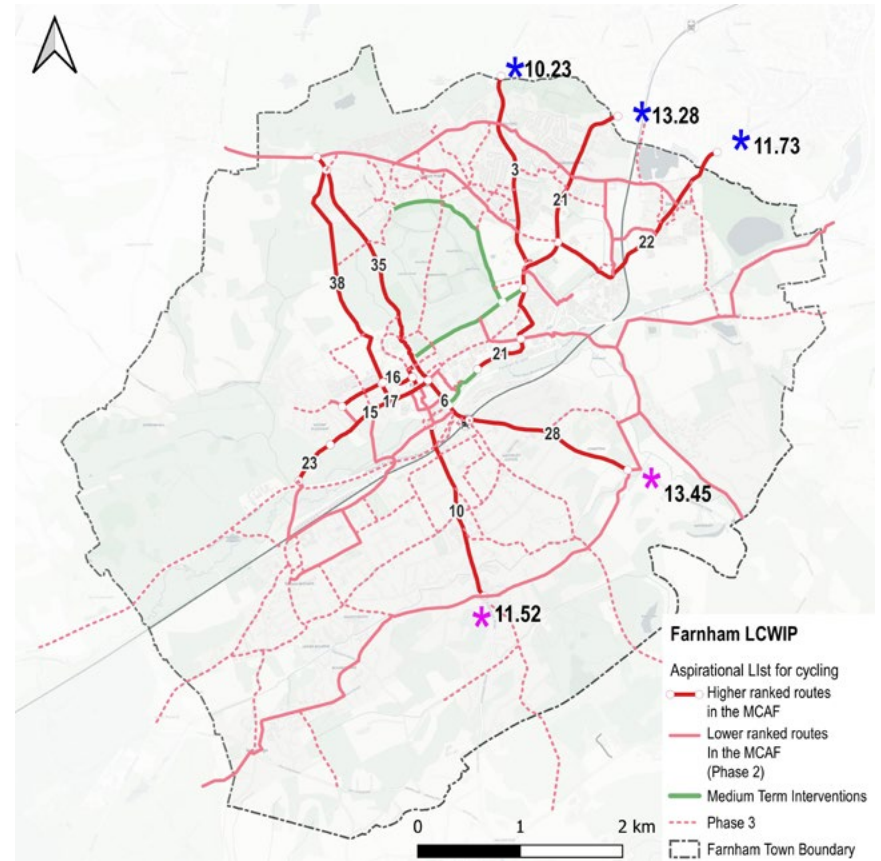 *10.23
*13.28
*11.73
3
21
22
35
38
21
16
6
17
15
28
23
*13.45
10
*11.52
Farnham LCWIP
Aspirational LIst for cycling
Higher ranked routes
in the MCAF
Lower ranked routes
In the MCAF
(Phase 2)
Medium Term Interventions
Phase 3
Farnham Town Boundary
0 1 2 km